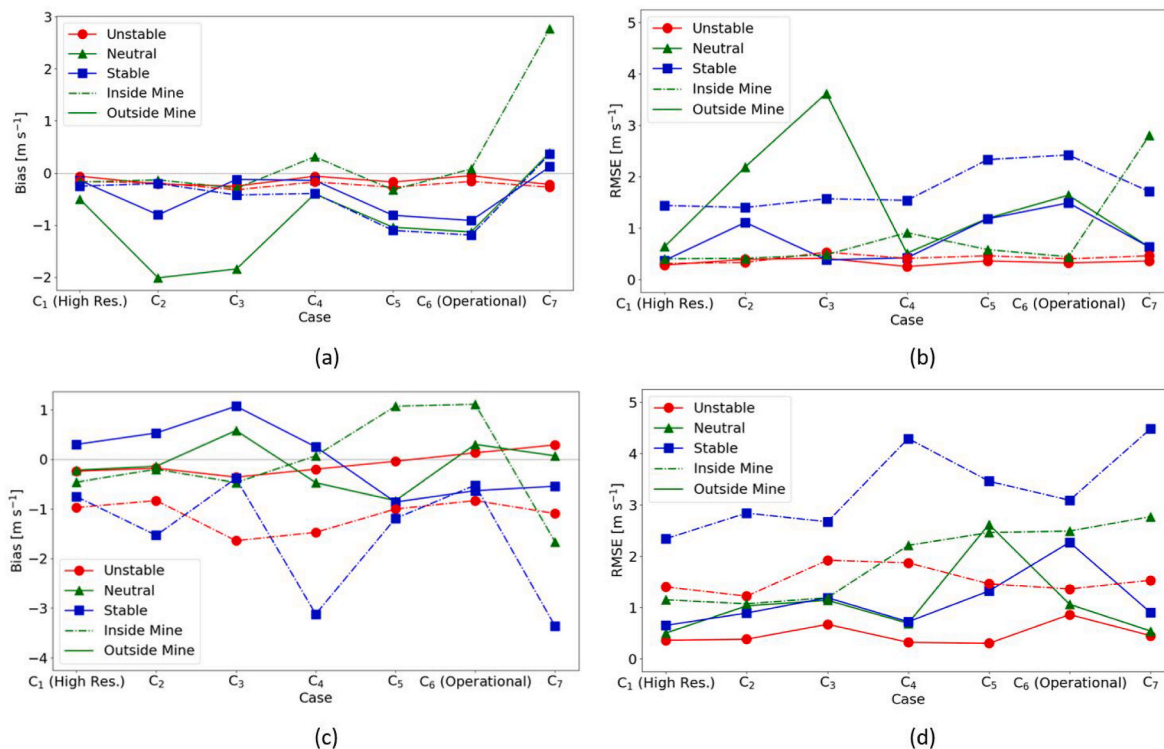 3
2
1
0
−1
−2
Bias [m s⁻¹]
Unstable
Neutral
Stable
Inside Mine
Outside Mine
C₁ (High Res.) C₂ C₃ C₄ C₅ C₆ (Operational) C₇
Case
(a)
5
4
3
2
1
0
RMSE [m s⁻¹]
Unstable
Neutral
Stable
Inside Mine
Outside Mine
C₁ (High Res.) C₂ C₃ C₄ C₅ C₆ (Operational) C₇
Case
(b)
1
0
−1
−2
−3
−4
Bias [m s⁻¹]
Unstable
Neutral
Stable
Inside Mine
Outside Mine
C₁ (High Res.) C₂ C₃ C₄ C₅ C₆ (Operational) C₇
Case
(c)
5
4
3
2
1
0
RMSE [m s⁻¹]
Unstable
Neutral
Stable
Inside Mine
Outside Mine
C₁ (High Res.) C₂ C₃ C₄ C₅ C₆ (Operational) C₇
Case
(d)